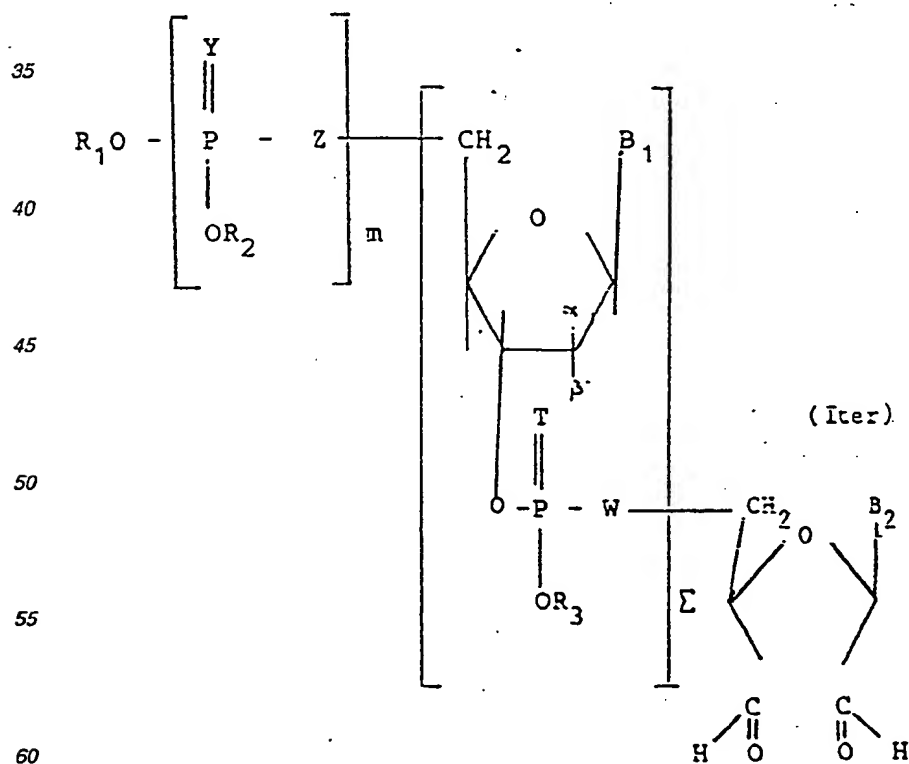 35 Y
R₁O - P - Z CH₂ B₁
40 O
OR₂ m
45 α
β
T (Iter)
50 O - P - W CH₂ O B₂
55 OR₃ Σ
C C
H O O H
60